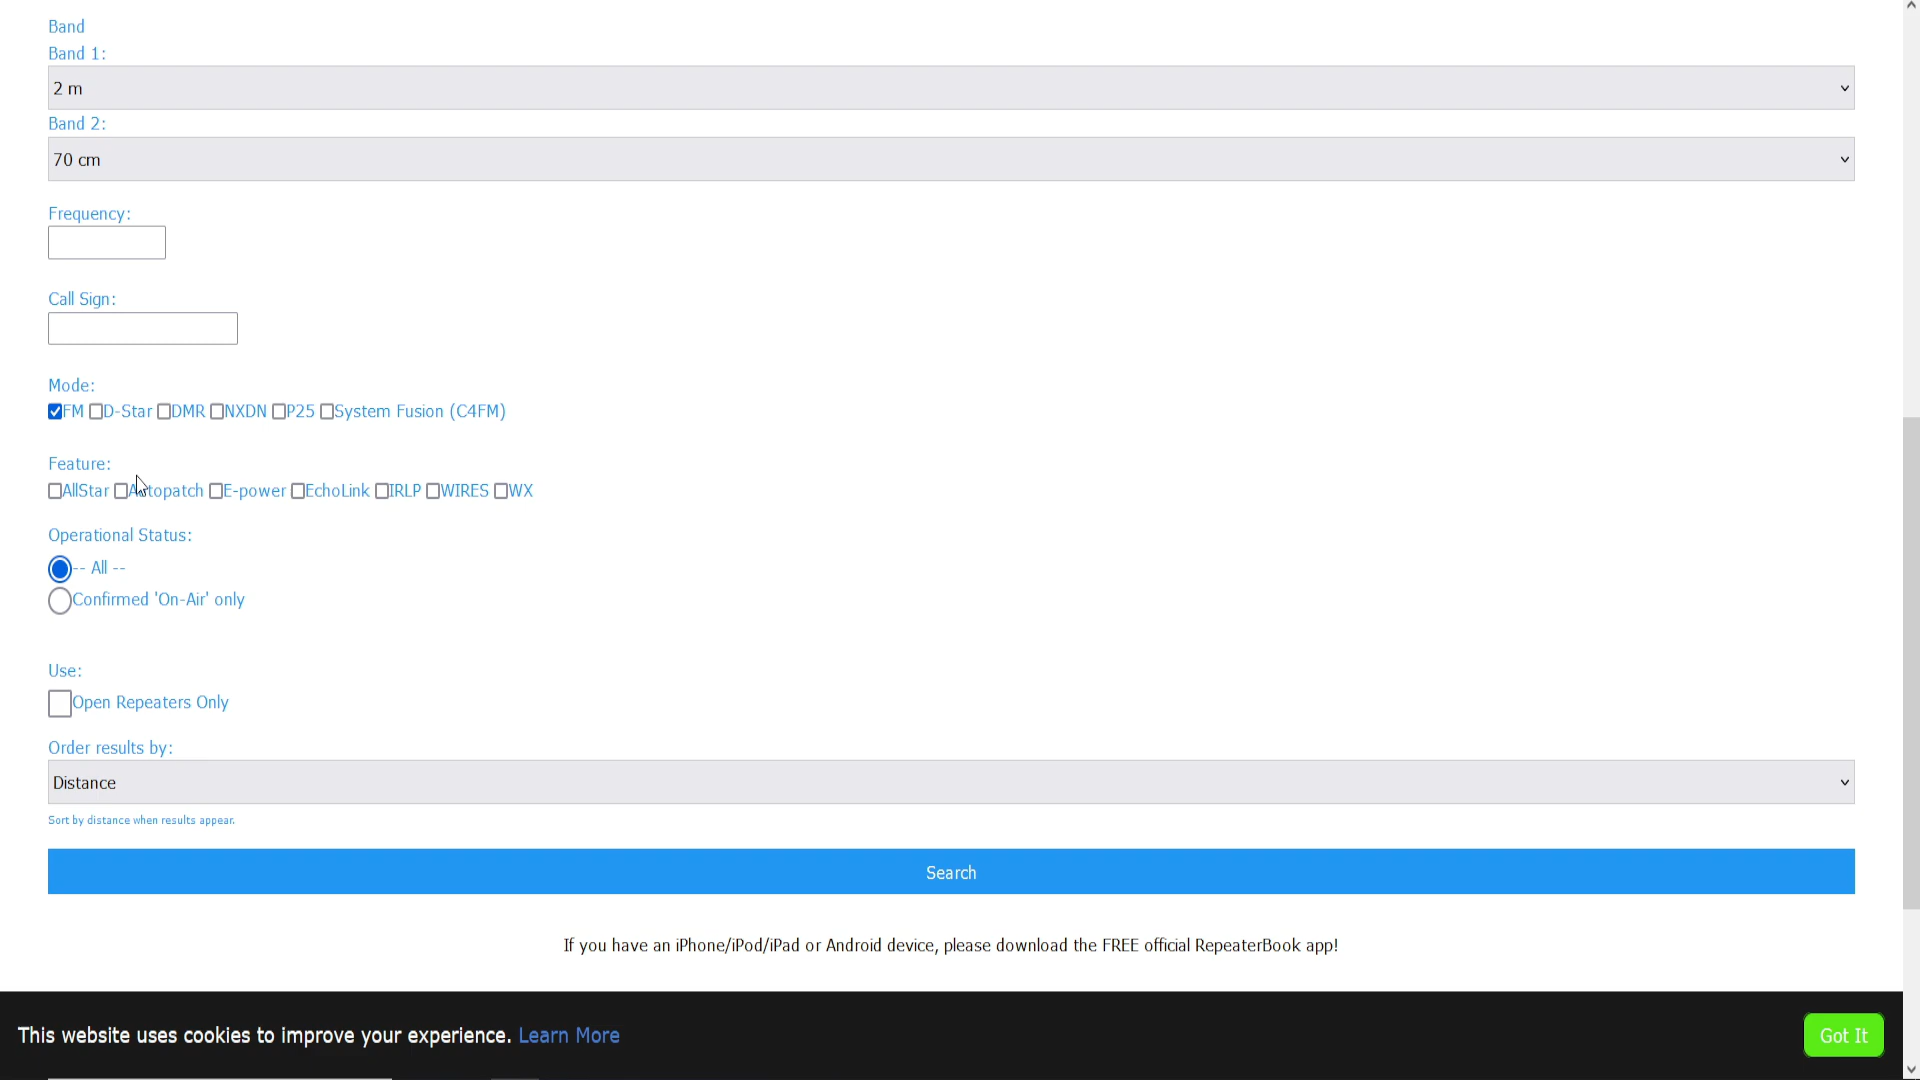 Band
Band 1:
2 m
Band 2:
70 cm
Frequency:
Call Sign:
Mode:
FM D-Star DMR NXDN P25 System Fusion (C4FM)
Feature:
AllStar Autopatch E-power EchoLink IRLP WIRES WX
Operational Status:
-- All --
Confirmed 'On-Air' only
Use:
Open Repeaters Only
Order results by:
Distance
Sort by distance when results appear.
Search
If you have an iPhone/iPod/iPad or Android device, please download the FREE official RepeaterBook app!
This website uses cookies to improve your experience. Learn More
Got It